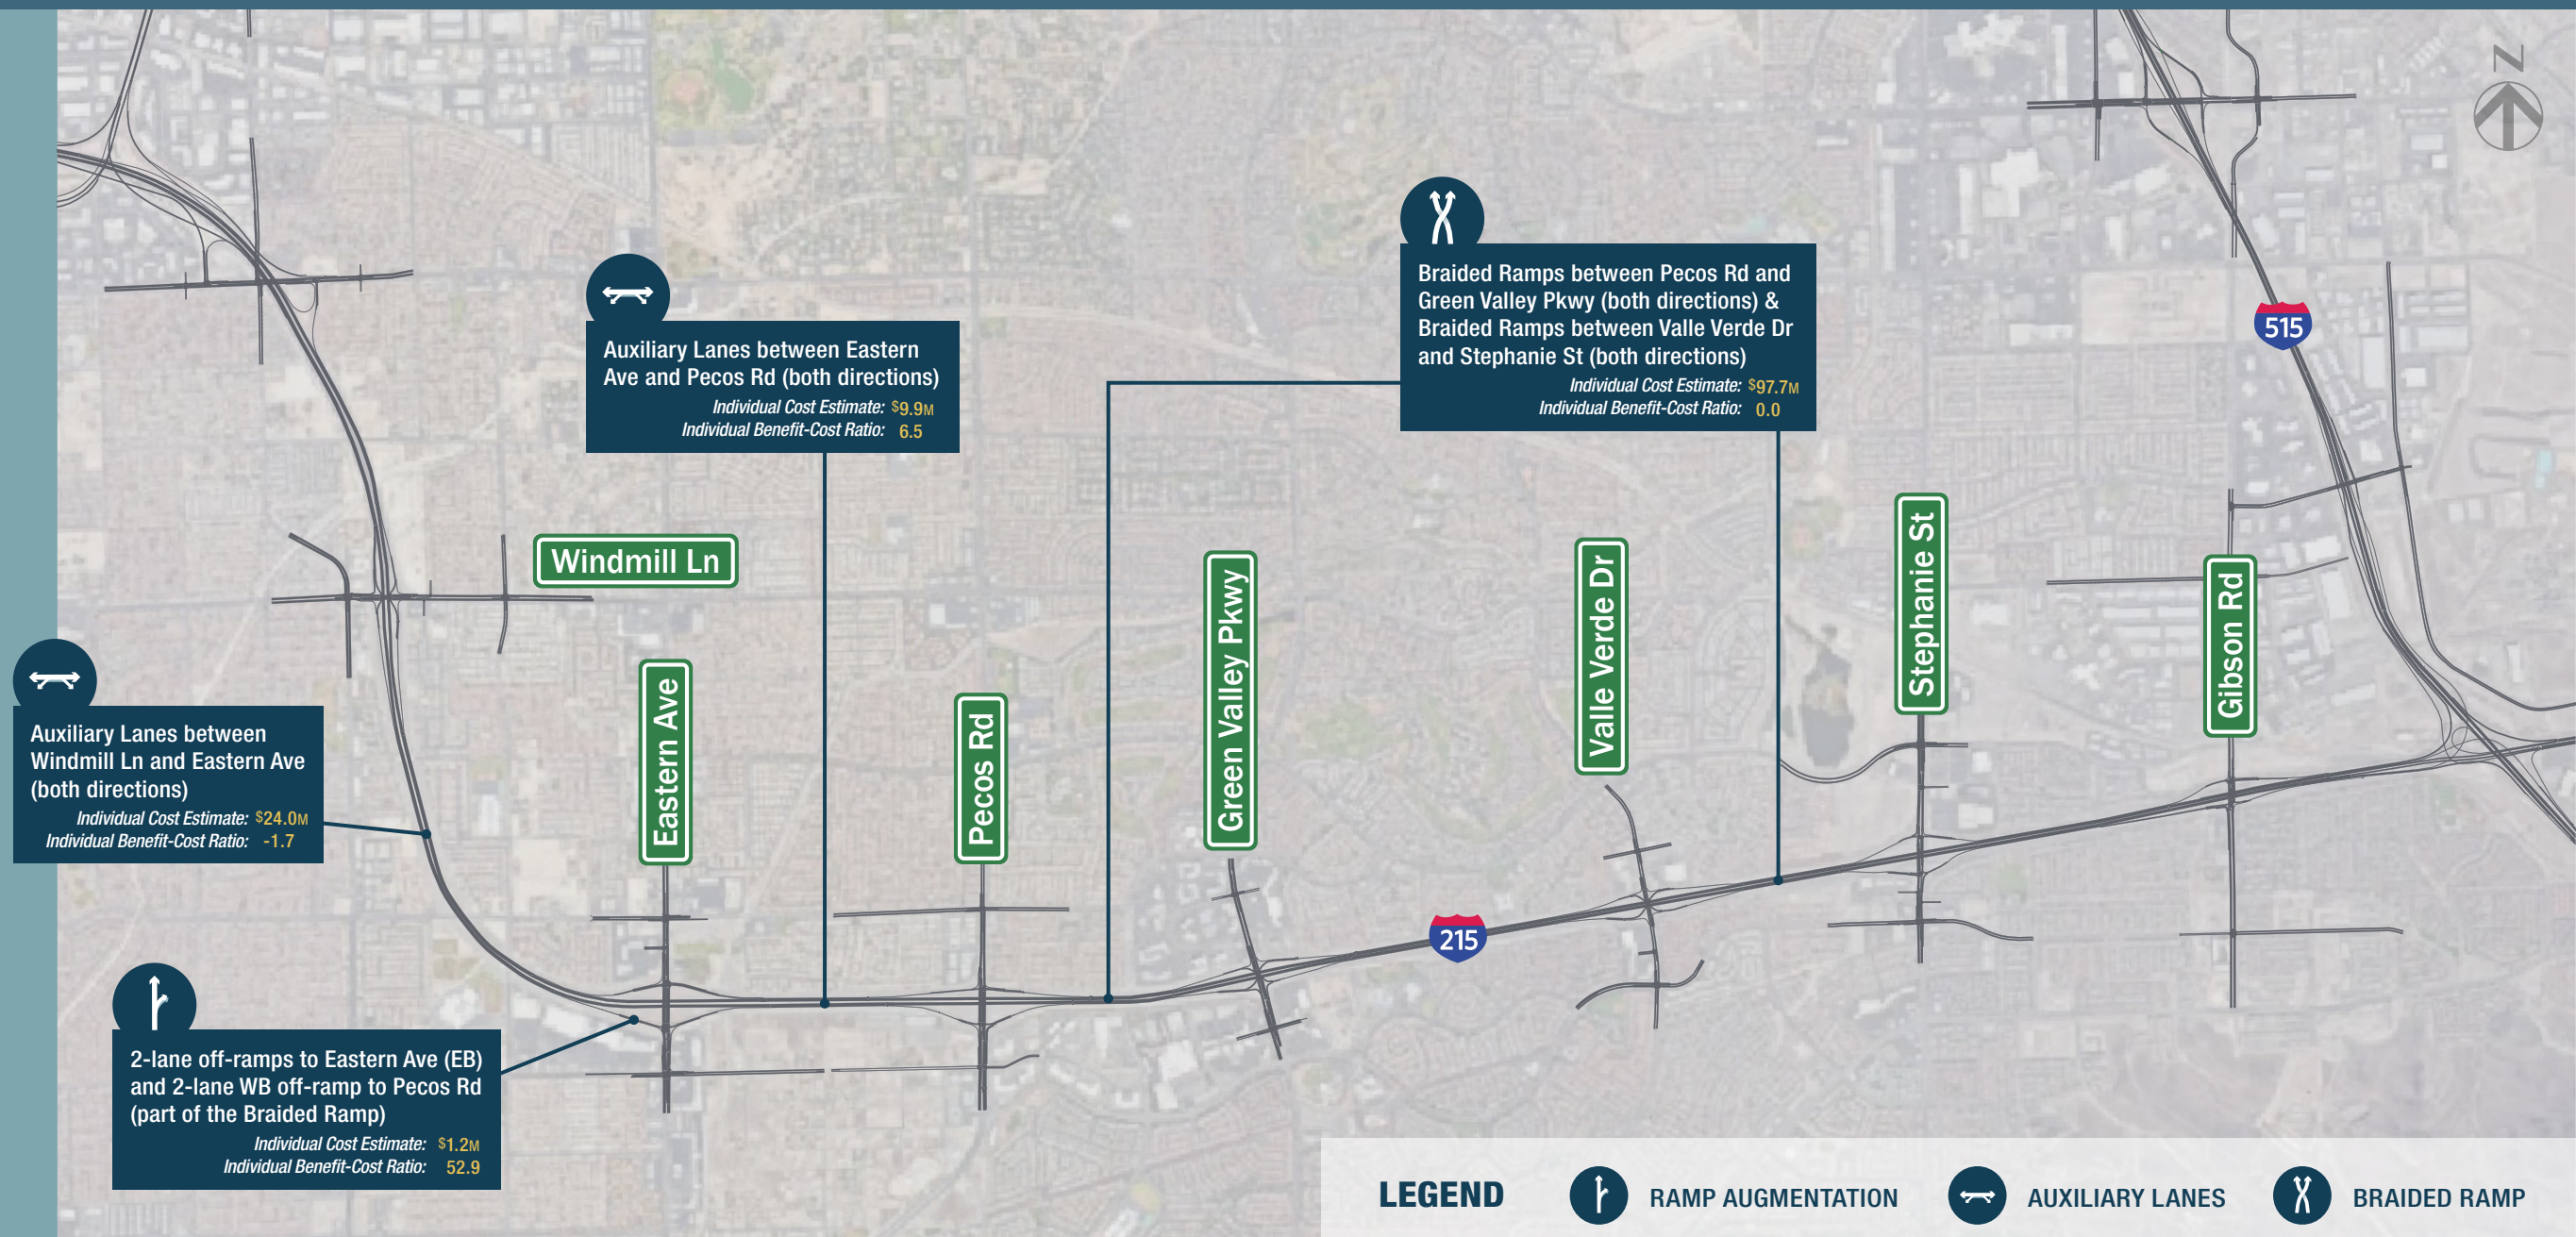 N
515
Braided Ramps between Pecos Rd and
Green Valley Pkwy (both directions) &
Braided Ramps between Valle Verde Dr
and Stephanie St (both directions)
Individual Cost Estimate: $97.7M
Individual Benefit-Cost Ratio: 0.0
Auxiliary Lanes between Eastern
Ave and Pecos Rd (both directions)
Individual Cost Estimate: $9.9M
Individual Benefit-Cost Ratio: 6.5
Windmill Ln
Eastern Ave
Pecos Rd
Green Valley Pkwy
Valle Verde Dr
Stephanie St
Gibson Rd
Auxiliary Lanes between
Windmill Ln and Eastern Ave
(both directions)
Individual Cost Estimate: $24.0M
Individual Benefit-Cost Ratio: -1.7
215
2-lane off-ramps to Eastern Ave (EB)
and 2-lane WB off-ramp to Pecos Rd
(part of the Braided Ramp)
Individual Cost Estimate: $1.2M
Individual Benefit-Cost Ratio: 52.9
LEGEND
RAMP AUGMENTATION
AUXILIARY LANES
BRAIDED RAMP